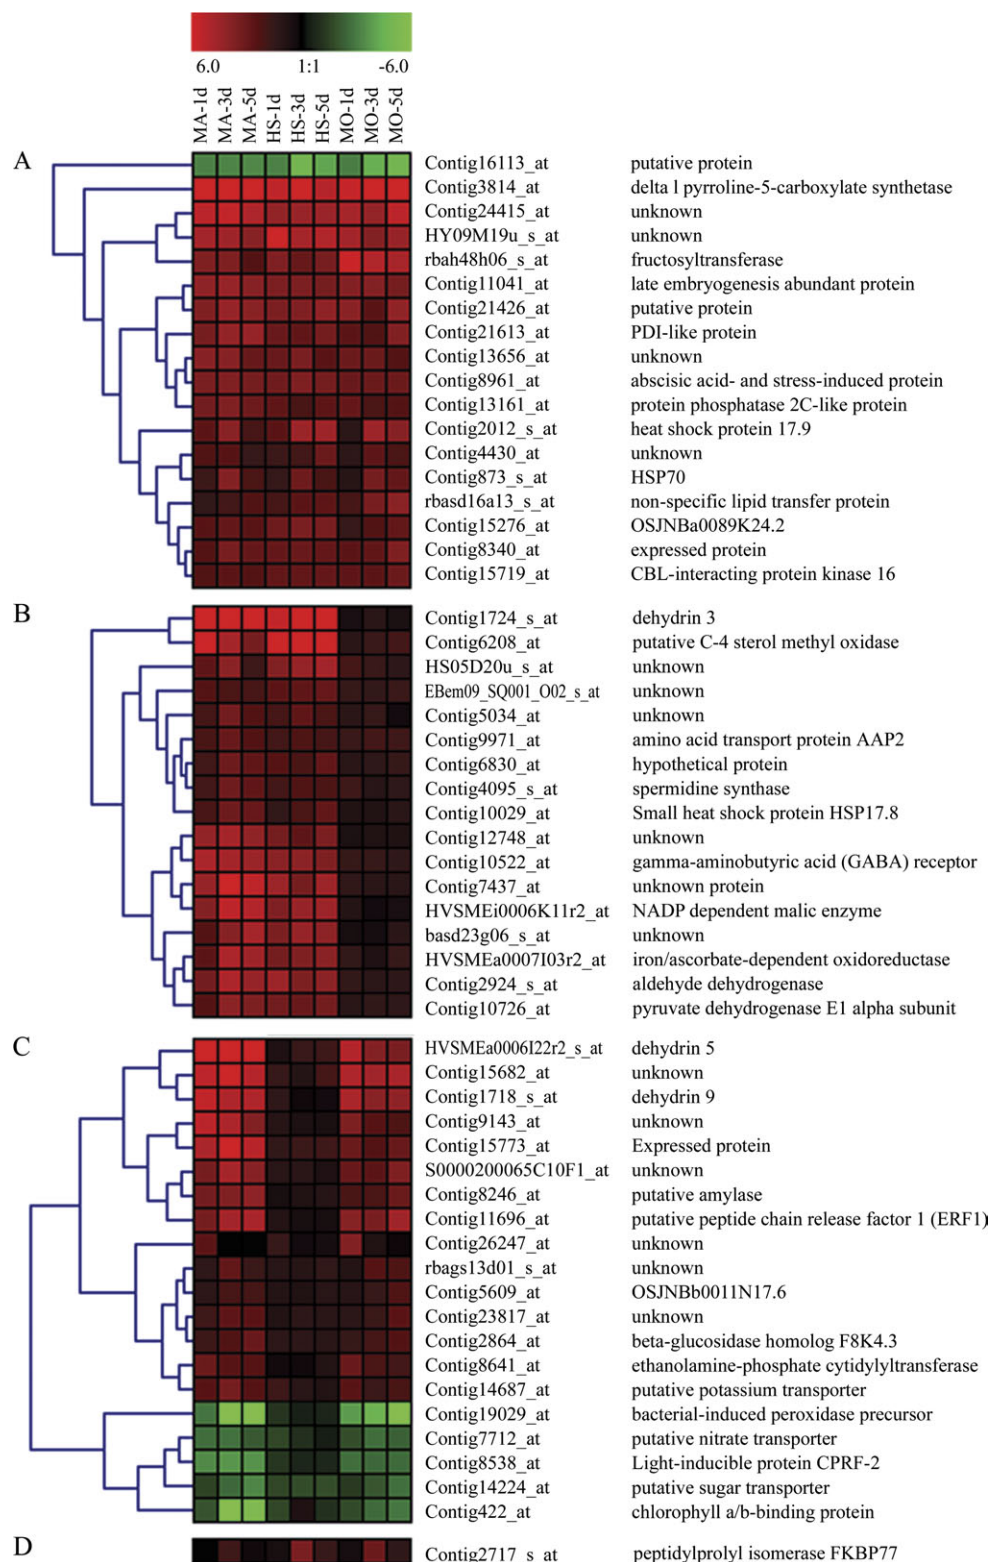 6.0 1:1 -6.0
MA-1d MA-3d MA-5d HS-1d HS-3d HS-5d MO-1d MO-3d MO-5d
A
Contig16113_at putative protein
Contig3814_at delta 1 pyrroline-5-carboxylate synthetase
Contig24415_at unknown
HY09M19u_s_at unknown
rbah48h06_s_at fructosyltransferase
Contig11041_at late embryogenesis abundant protein
Contig21426_at putative protein
Contig21613_at PDI-like protein
Contig13656_at unknown
Contig8961_at abscisic acid- and stress-induced protein
Contig13161_at protein phosphatase 2C-like protein
Contig2012_s_at heat shock protein 17.9
Contig4430_at unknown
Contig873_s_at HSP70
rbasd16a13_s_at non-specific lipid transfer protein
Contig15276_at OSJNBa0089K24.2
Contig8340_at expressed protein
Contig15719_at CBL-interacting protein kinase 16
B
Contig1724_s_at dehydrin 3
Contig6208_at putative C-4 sterol methyl oxidase
HS05D20u_s_at unknown
EBem09_SQ001_O02_s_at unknown
Contig5034_at unknown
Contig9971_at amino acid transport protein AAP2
Contig6830_at hypothetical protein
Contig4095_s_at spermidine synthase
Contig10029_at Small heat shock protein HSP17.8
Contig12748_at unknown
Contig10522_at gamma-aminobutyric acid (GABA) receptor
Contig7437_at unknown protein
HVSMEi0006K11r2_at NADP dependent malic enzyme
basd23g06_s_at unknown
HVSMEa0007I03r2_at iron/ascorbate-dependent oxidoreductase
Contig2924_s_at aldehyde dehydrogenase
Contig10726_at pyruvate dehydrogenase E1 alpha subunit
C
HVSMEa0006I22r2_s_at dehydrin 5
Contig15682_at unknown
Contig1718_s_at dehydrin 9
Contig9143_at unknown
Contig15773_at Expressed protein
S0000200065C10F1_at unknown
Contig8246_at putative amylase
Contig11696_at putative peptide chain release factor 1 (ERF1)
Contig26247_at unknown
rbags13d01_s_at unknown
Contig5609_at OSJNBb0011N17.6
Contig23817_at unknown
Contig2864_at beta-glucosidase homolog F8K4.3
Contig8641_at ethanolamine-phosphate cytidylyltransferase
Contig14687_at putative potassium transporter
Contig19029_at bacterial-induced peroxidase precursor
Contig7712_at putative nitrate transporter
Contig8538_at Light-inducible protein CPRF-2
Contig14224_at putative sugar transporter
Contig422_at chlorophyll a/b-binding protein
D
Contig2717_s_at peptidylprolyl isomerase FKBP77